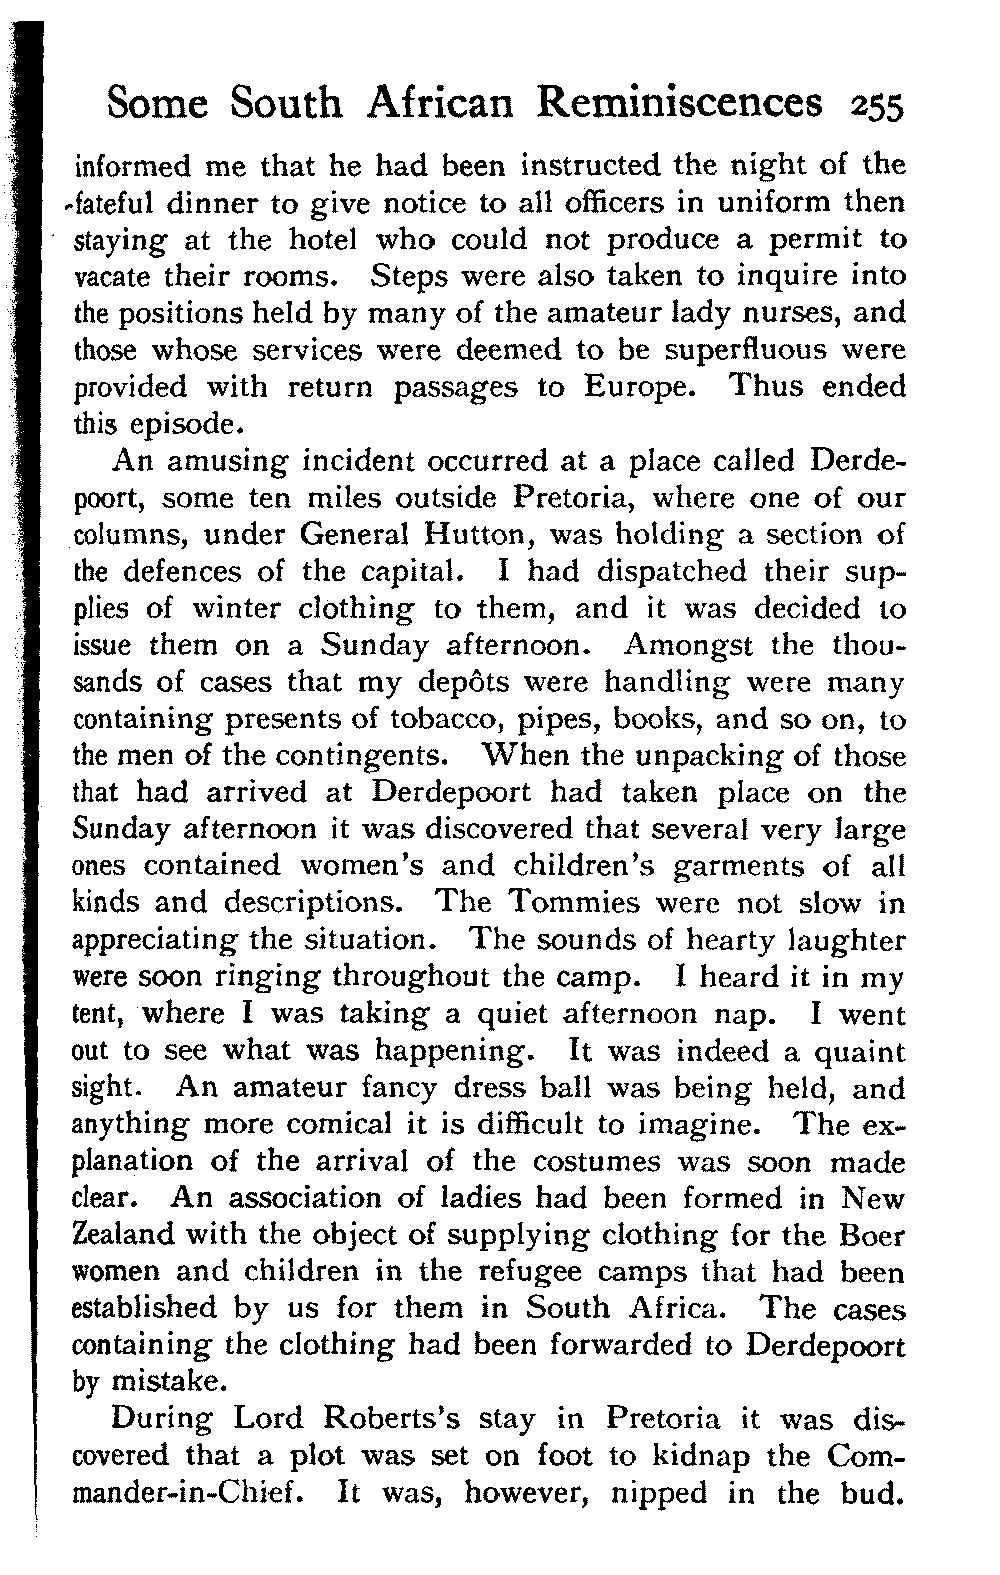 Some South African Reminiscences 255
informed me that he had been instructed the night of the
fateful dinner to give notice to all officers in uniform then
staying at the hotel who could not produce a permit to
vacate their rooms. Steps were also taken to inquire into
the positions held by many of the amateur lady nurses, and
those whose services were deemed to be superfluous were
provided with return passages to Europe. Thus ended
this episode.
An amusing incident occurred at a place called Derde-
poort, some ten miles outside Pretoria, where one of our
columns, under General Hutton, was holding a section of
the defences of the capital. I had dispatched their sup-
plies of winter clothing to them, and it was decided to
issue them on a Sunday afternoon. Amongst the thou-
sands of cases that my depôts were handling were many
containing presents of tobacco, pipes, books, and so on, to
the men of the contingents. When the unpacking of those
that had arrived at Derdepoort had taken place on the
Sunday afternoon it was discovered that several very large
ones contained women's and children's garments of all
kinds and descriptions. The Tommies were not slow in
appreciating the situation. The sounds of hearty laughter
were soon ringing throughout the camp. I heard it in my
tent, where I was taking a quiet afternoon nap. I went
out to see what was happening. It was indeed a quaint
sight. An amateur fancy dress ball was being held, and
anything more comical it is difficult to imagine. The ex-
planation of the arrival of the costumes was soon made
clear. An association of ladies had been formed in New
Zealand with the object of supplying clothing for the Boer
women and children in the refugee camps that had been
established by us for them in South Africa. The cases
containing the clothing had been forwarded to Derdepoort
by mistake.
During Lord Roberts's stay in Pretoria it was dis-
covered that a plot was set on foot to kidnap the Com-
mander-in-Chief. It was, however, nipped in the bud.